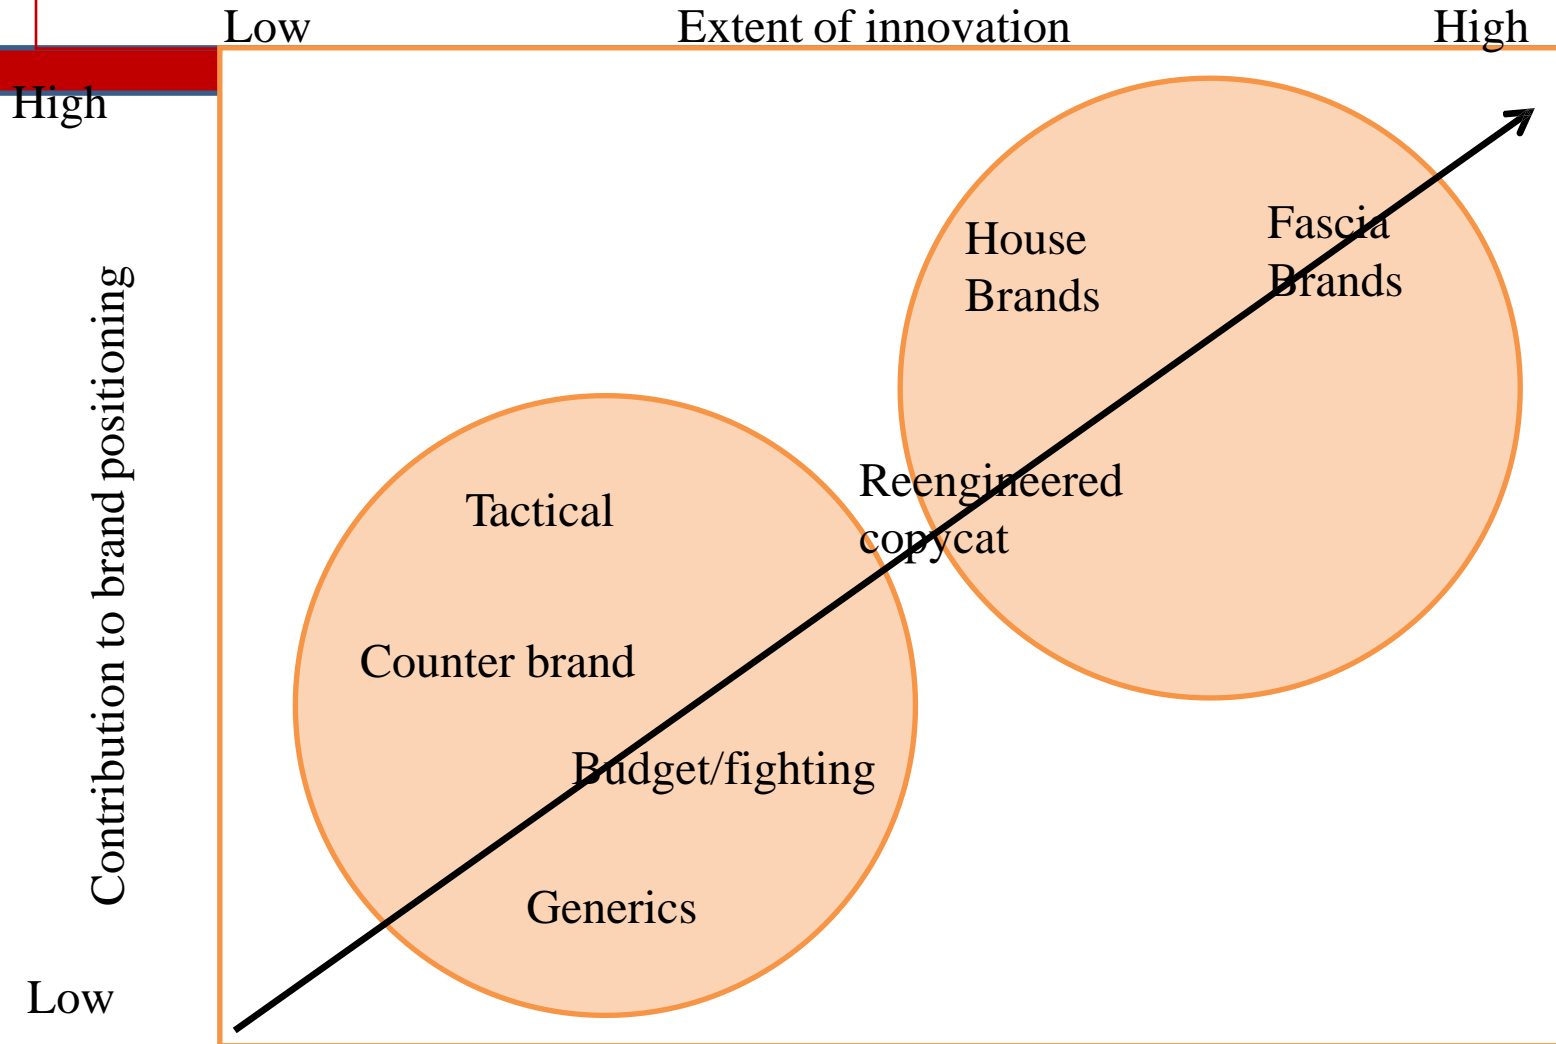 Low
Extent of innovation
High
High
Contribution to brand positioning
House
Brands
Fascia
Brands
Reengineered
copycat
Tactical
Counter brand
Budget/fighting
Generics
Low